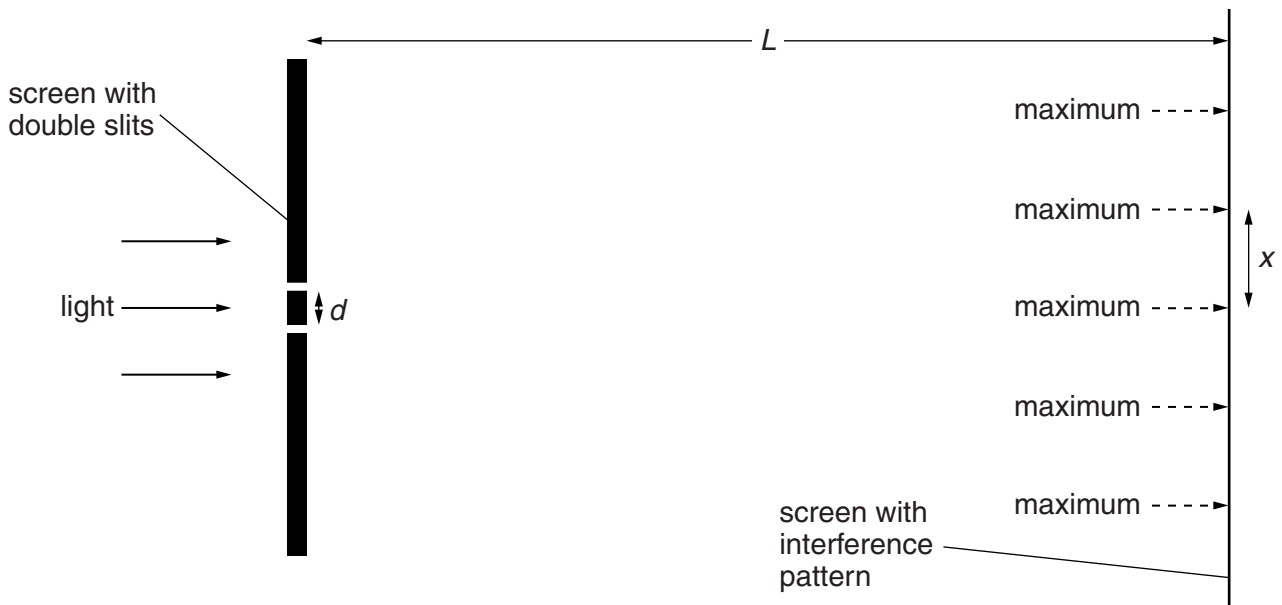 L
screen with
double slits
maximum
maximum
x
light
d
maximum
maximum
maximum
screen with
interference
pattern